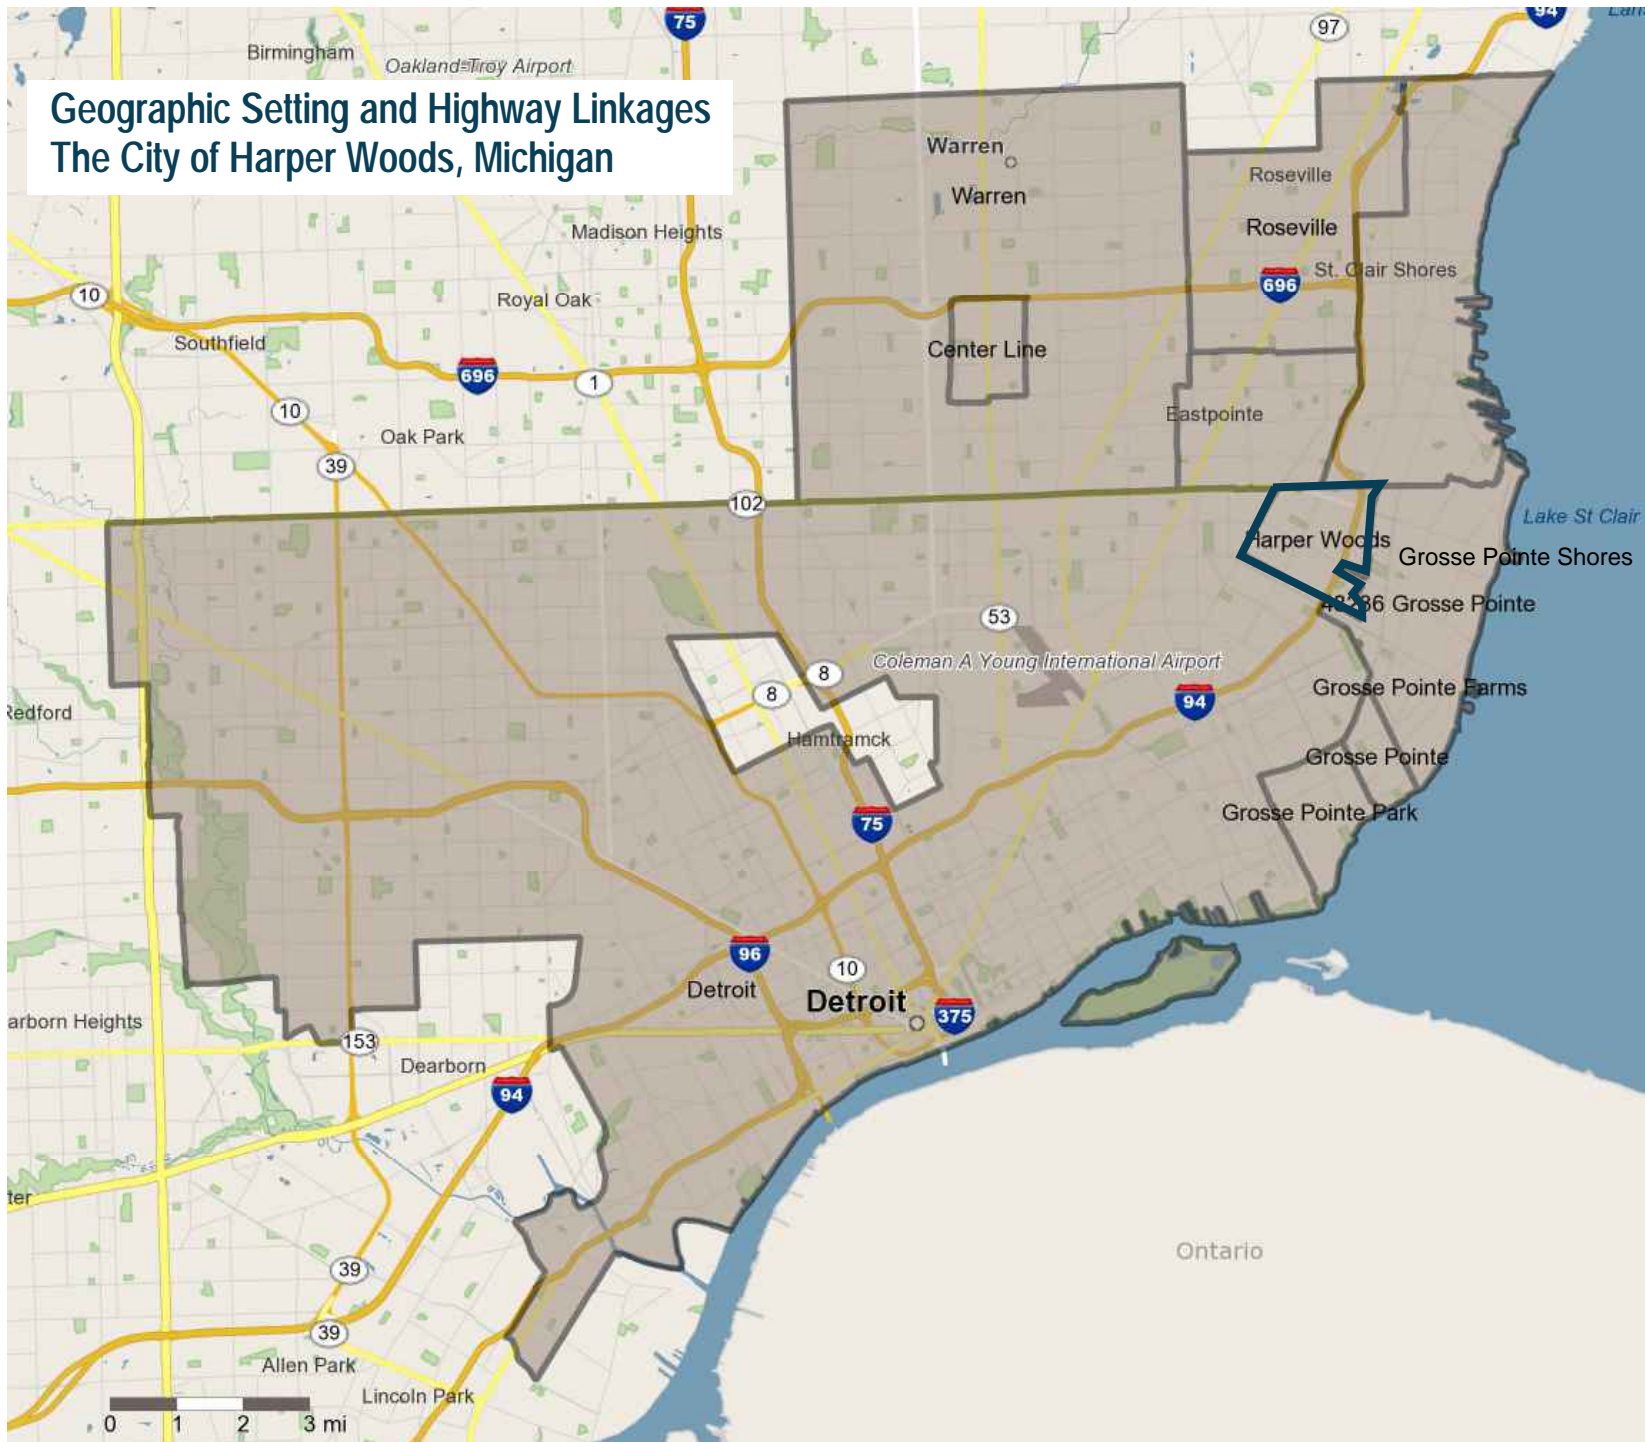 75
94
97
Birmingham
Oakland-Troy Airport
Geographic Setting and Highway Linkages
The City of Harper Woods, Michigan
Warren
Warren
Roseville
Roseville
Madison Heights
St. Clair Shores
696
10
Royal Oak
Southfield
Center Line
696
1
10
Eastpointe
Oak Park
39
102
Lake St Clair
Harper Woods
Grosse Pointe Shores
48236 Grosse Pointe
53
Coleman A Young International Airport
8
8
94
Grosse Pointe Farms
Redford
Hamtramck
Grosse Pointe
75
Grosse Pointe Park
96
10
Detroit
Detroit
375
arborn Heights
153
Dearborn
94
ter
Ontario
39
39
Allen Park
Lincoln Park
0 1 2 3 mi